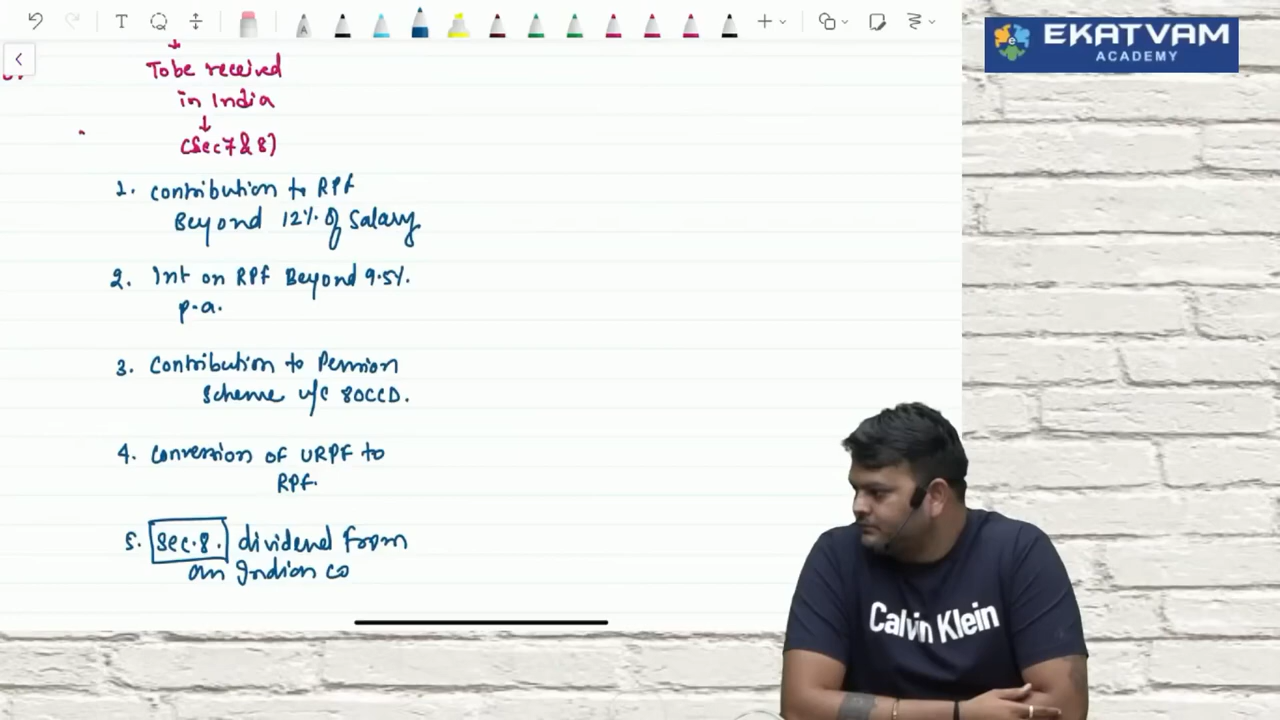 EKATVAM
ACADEMY
To be received
in India
(Sec 7 & 8)
1. Contribution to RPF
Beyond 12% of Salary
2. Int on RPF Beyond 9.5%.
p.a.
3. Contribution to Pension
Scheme u/c 80CCD.
4. Conversion of URPF to
RPF.
5. Sec.8. dividend from
an Indian co
Calvin Klein